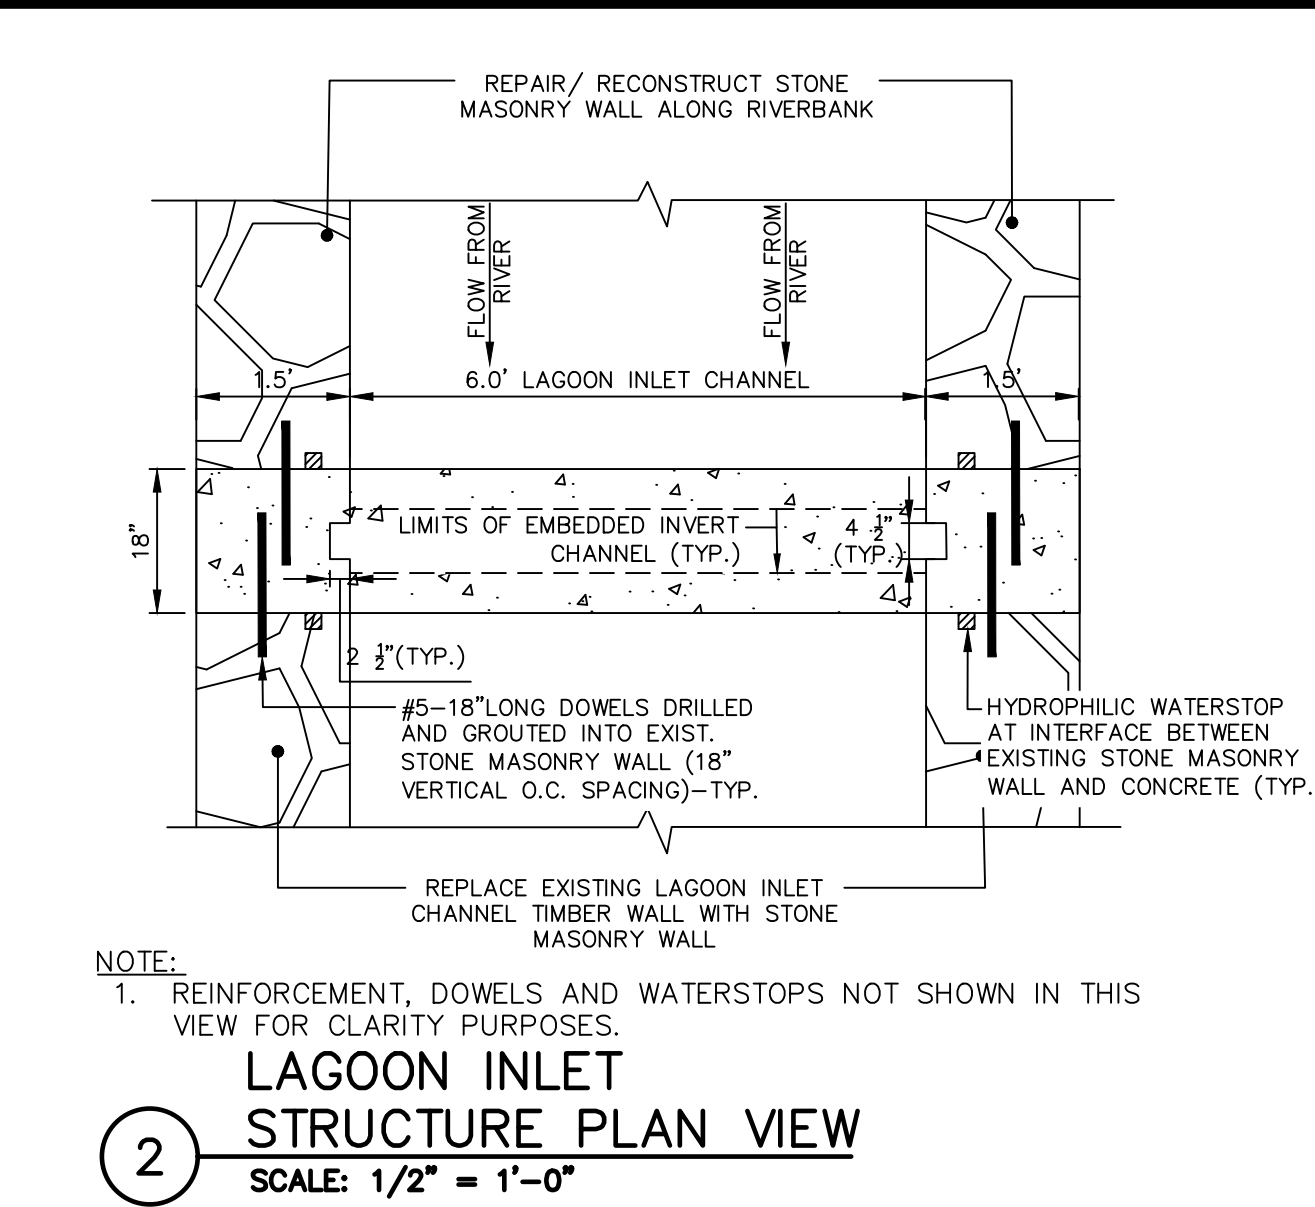 REPAIR/ RECONSTRUCT STONE
MASONRY WALL ALONG RIVERBANK
FLOW FROM
RIVER
FLOW FROM
RIVER
1.5'
6.0' LAGOON INLET CHANNEL
1.5'
18"
LIMITS OF EMBEDDED INVERT
CHANNEL (TYP.)
4 1/2"
(TYP.)
2 1/2"(TYP.)
#5-18"LONG DOWELS DRILLED
AND GROUTED INTO EXIST.
STONE MASONRY WALL (18"
VERTICAL O.C. SPACING)-TYP.
HYDROPHILIC WATERSTOP
AT INTERFACE BETWEEN
EXISTING STONE MASONRY
WALL AND CONCRETE (TYP.
REPLACE EXISTING LAGOON INLET
CHANNEL TIMBER WALL WITH STONE
MASONRY WALL
NOTE:
1. REINFORCEMENT, DOWELS AND WATERSTOPS NOT SHOWN IN THIS
VIEW FOR CLARITY PURPOSES.
LAGOON INLET
STRUCTURE PLAN VIEW
2
SCALE: 1/2" = 1'-0"